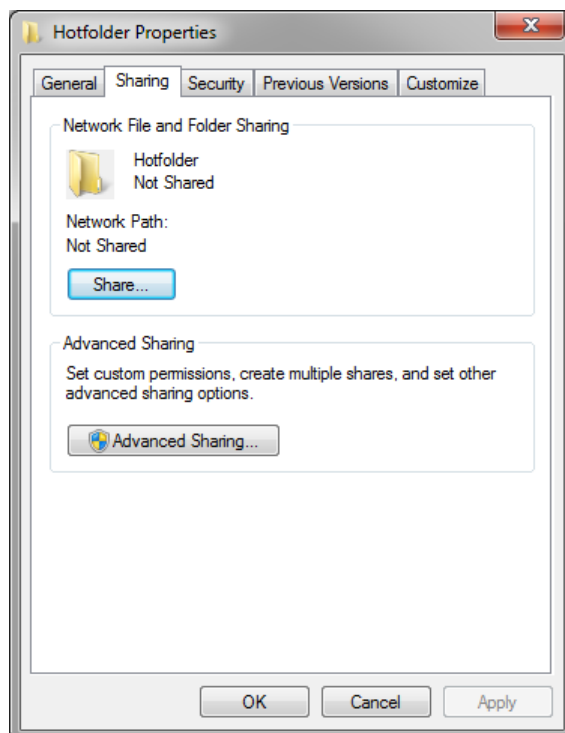 Hotfolder Properties
General Sharing Security Previous Versions Customize
Network File and Folder Sharing
Hotfolder
Not Shared
Network Path:
Not Shared
Share...
Advanced Sharing
Set custom permissions, create multiple shares, and set other
advanced sharing options.
Advanced Sharing...
OK Cancel Apply